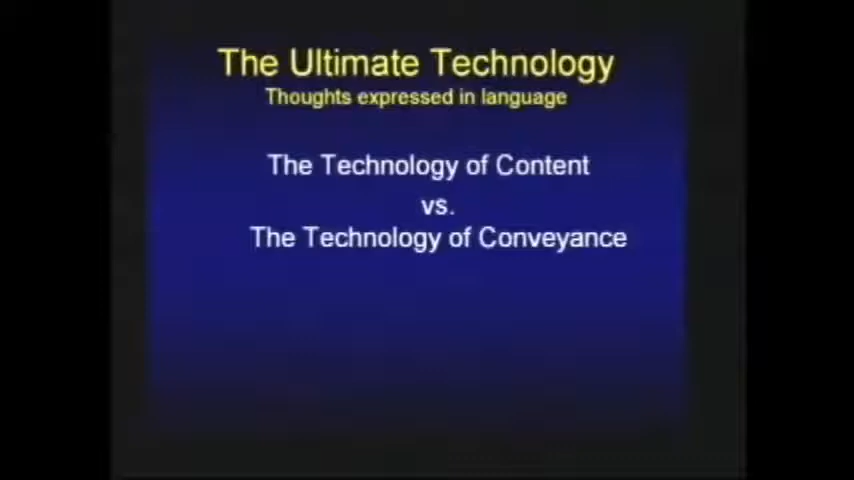 The Ultimate Technology
Thoughts expressed in language
The Technology of Content
vs.
The Technology of Conveyance